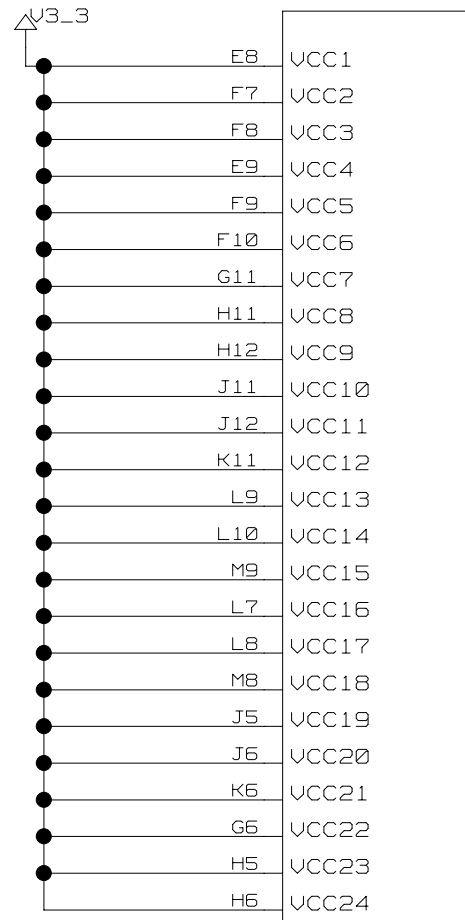 V3_3
E8 VCC1
F7 VCC2
F8 VCC3
E9 VCC4
F9 VCC5
F10 VCC6
G11 VCC7
H11 VCC8
H12 VCC9
J11 VCC10
J12 VCC11
K11 VCC12
L9 VCC13
L10 VCC14
M9 VCC15
L7 VCC16
L8 VCC17
M8 VCC18
J5 VCC19
J6 VCC20
K6 VCC21
G6 VCC22
H5 VCC23
H6 VCC24